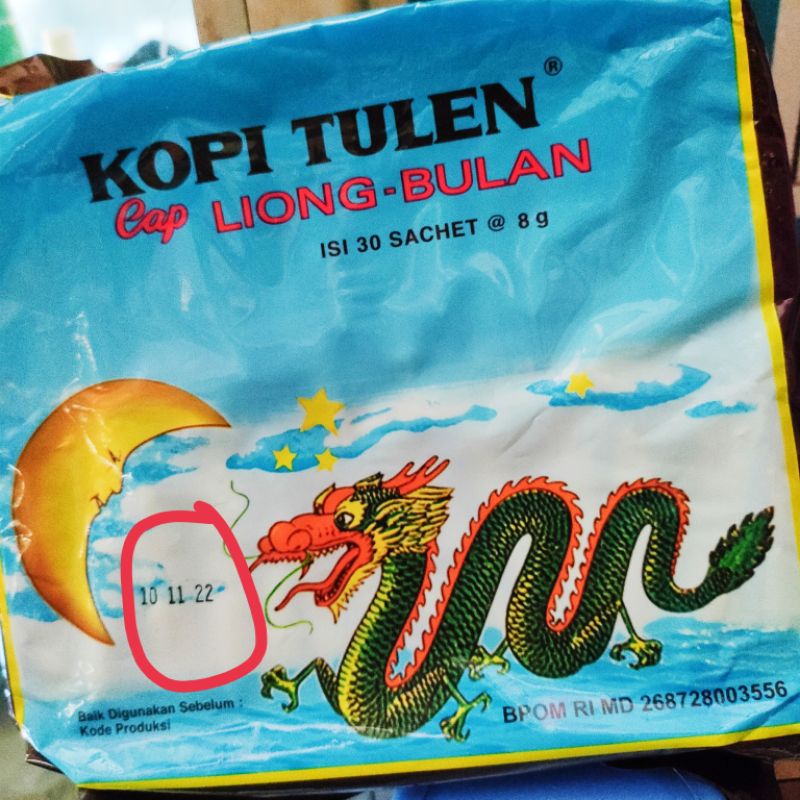 KOPI TULEN®
Cap LIONG-BULAN
ISI 30 SACHET @ 8 g
10 11 22
Baik Digunakan Sebelum :
Kode Produksi
BPOM RI MD 268728003556